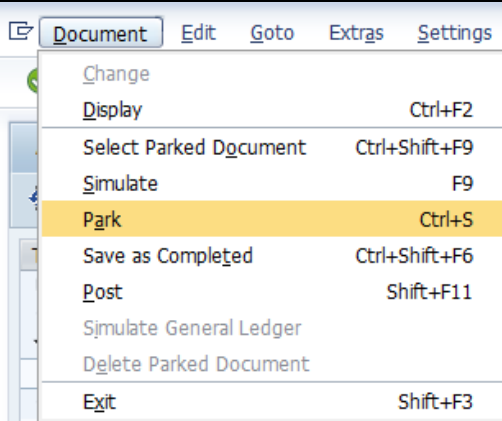 Document Edit Goto Extras Settings
Change
Display Ctrl+F2
Select Parked Document Ctrl+Shift+F9
Simulate F9
Park Ctrl+S
Save as Completed Ctrl+Shift+F6
Post Shift+F11
Simulate General Ledger
Delete Parked Document
Exit Shift+F3